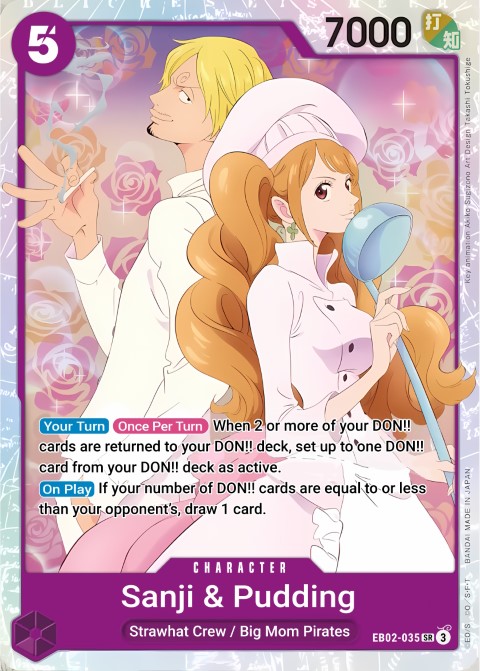 5
7000
打
知
Key animation Akiko Sugizono Art Design Takashi Tokushige
Your Turn Once Per Turn When 2 or more of your DON!!
cards are returned to your DON!! deck, set up to one DON!!
card from your DON!! deck as active.
On Play If your number of DON!! cards are equal to or less
than your opponent's, draw 1 card.
©E.O/S. ©O/S·F·T· BANDAI MADE IN JAPAN
CHARACTER
Sanji & Pudding
Strawhat Crew / Big Mom Pirates
EB02-035 SR 3